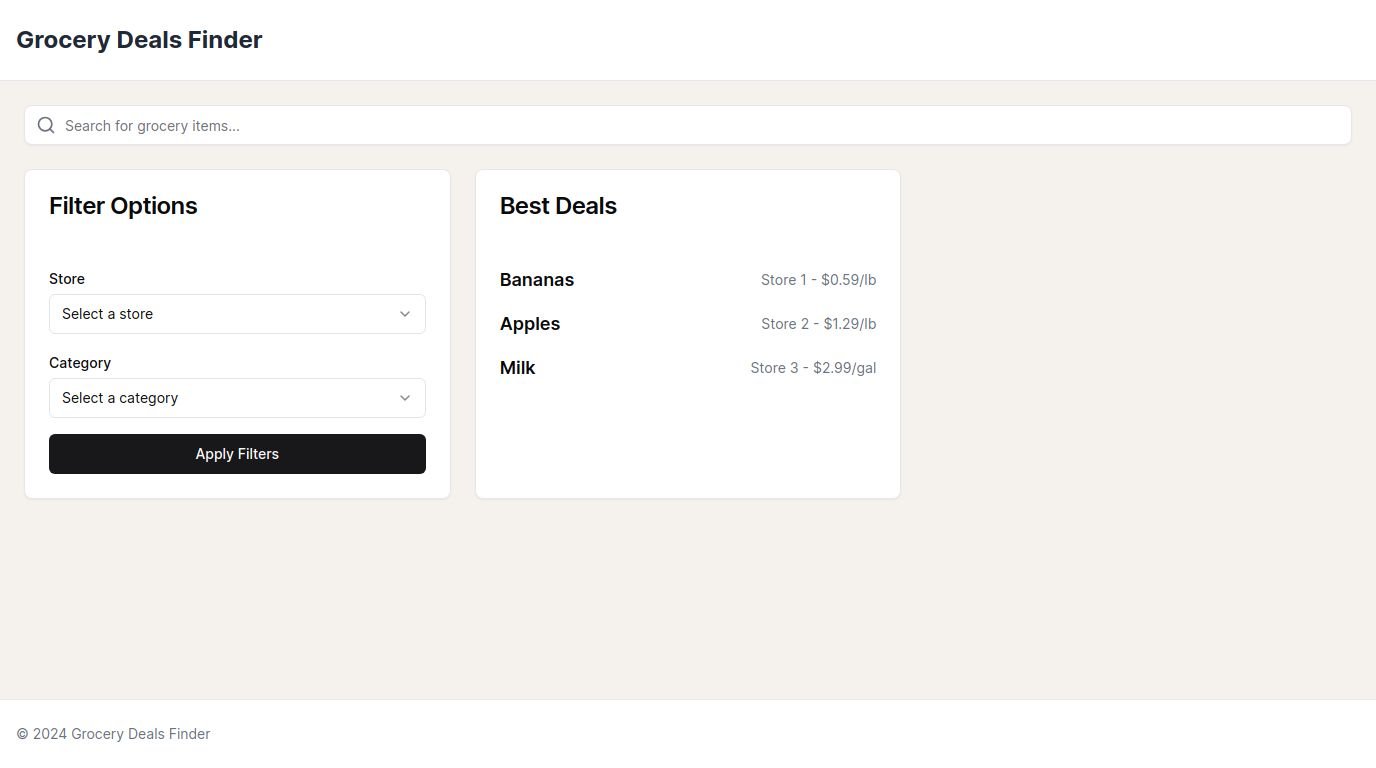 Grocery Deals Finder
Search for grocery items...
Filter Options
Store
Select a store
Category
Select a category
Apply Filters
Best Deals
Bananas Store 1 - $0.59/lb
Apples Store 2 - $1.29/lb
Milk Store 3 - $2.99/gal
© 2024 Grocery Deals Finder